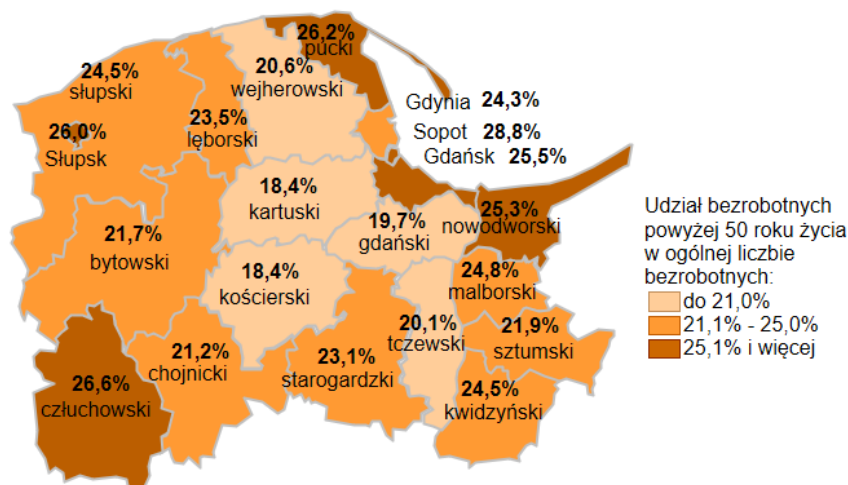 26,2%
pucki
24,5%
słupski
20,6%
wejherowski
Gdynia 24,3%
23,5%
lęborski
Sopot 28,8%
26,0%
Słupsk
Gdańsk 25,5%
18,4%
kartuski
19,7%
gdański
25,3%
nowodworski
21,7%
bytowski
18,4%
kościerski
24,8%
malborski
20,1%
tczewski
21,9%
sztumski
21,2%
chojnicki
23,1%
starogardzki
26,6%
człuchowski
24,5%
kwidzyński
Udział bezrobotnych
powyżej 50 roku życia
w ogólnej liczbie
bezrobotnych:
do 21,0%
21,1% - 25,0%
25,1% i więcej